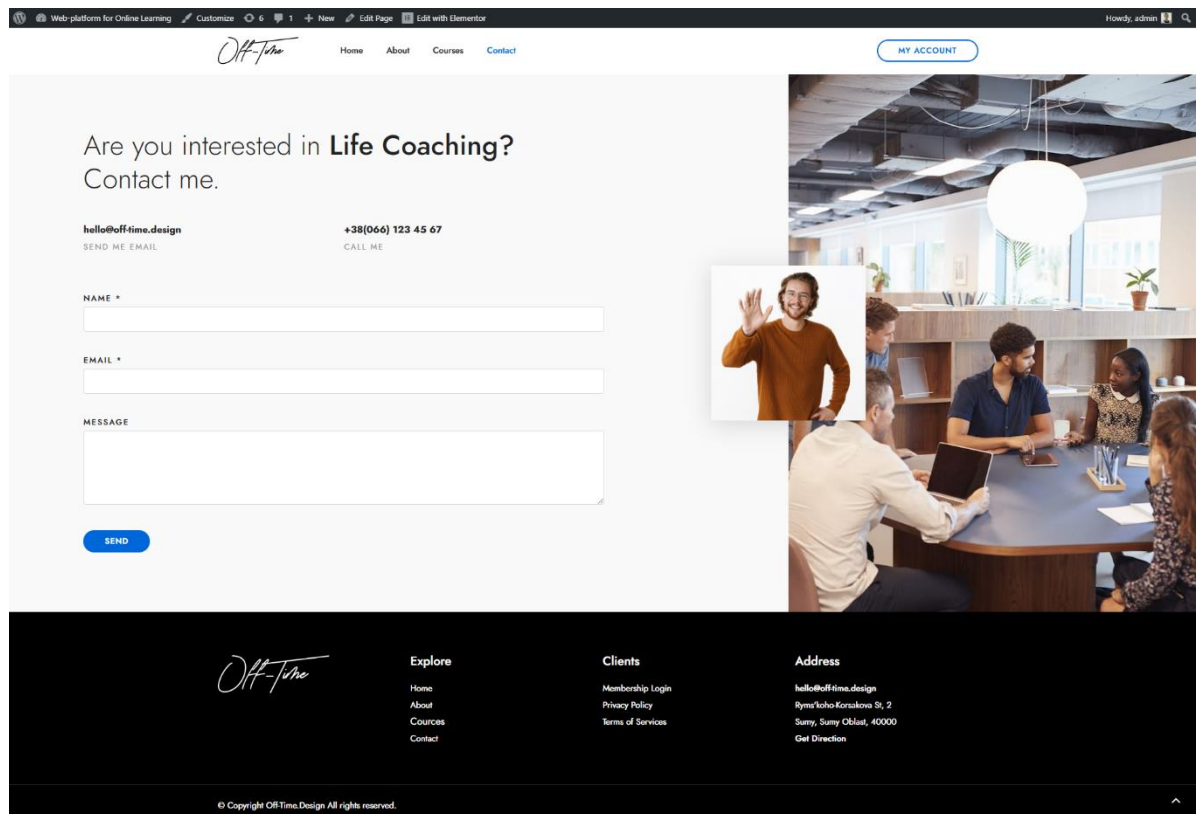 Web-platform for Online Learning Customize 6 1 + New Edit Page Edit with Elementor Howdy, admin
Off-Time Home About Courses Contact MY ACCOUNT
Are you interested in Life Coaching?
Contact me.
hello@off-time.design +38(066) 123 45 67
SEND ME EMAIL CALL ME
NAME *
EMAIL *
MESSAGE
SEND
Off-Time
Explore
Home
About
Cources
Contact
Clients
Membership Login
Privacy Policy
Terms of Services
Address
hello@off-time.design
Ryms'koho-Korsakova St, 2
Sumy, Sumy Oblast, 40000
Get Direction
© Copyright Off-Time.Design All rights reserved.